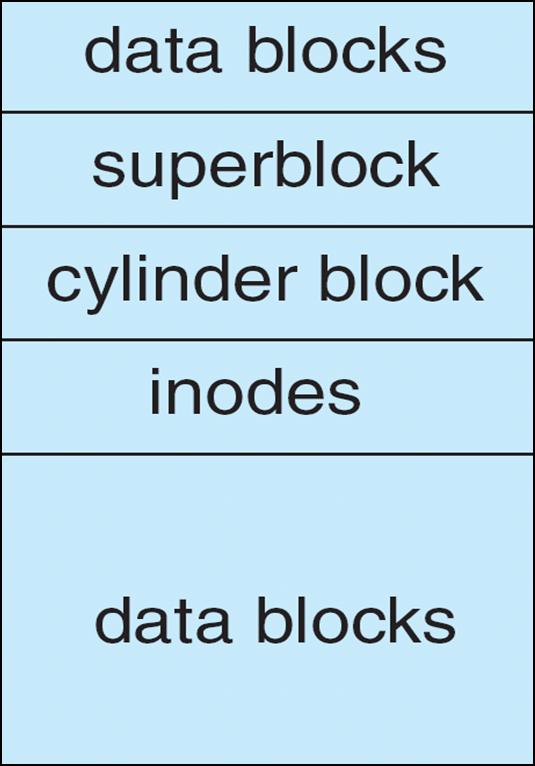 data blocks
superblock
cylinder block
inodes
data blocks